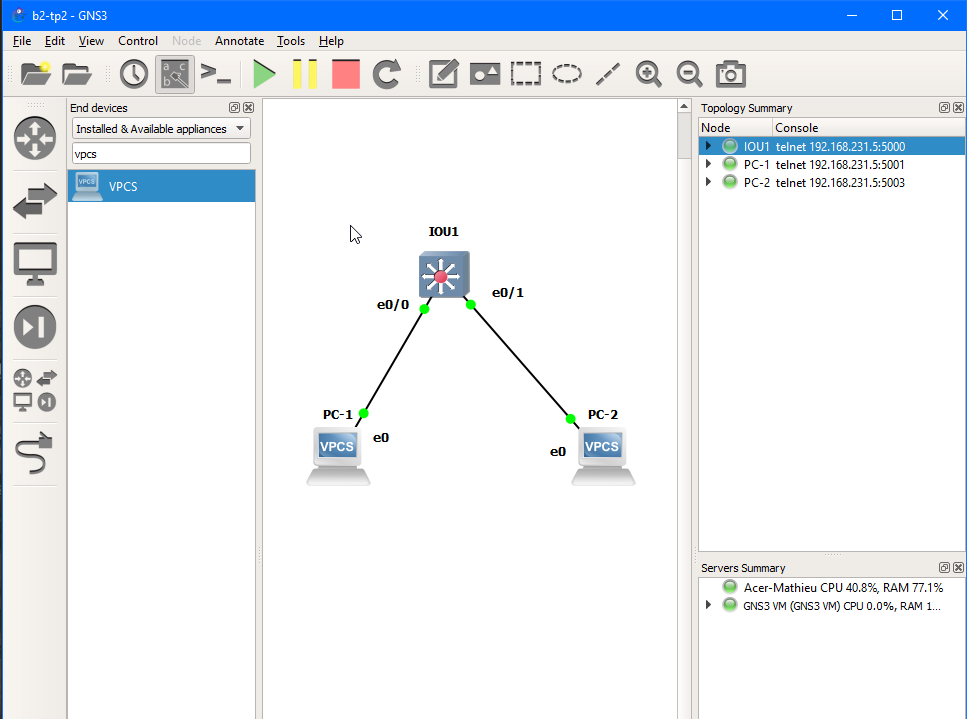 b2-tp2 - GNS3
File Edit View Control Node Annotate Tools Help
End devices
Installed & Available appliances
vpcs
VPCS
VPCS
IOU1
e0/0
e0/1
PC-1
e0
VPCS
PC-2
e0
VPCS
Topology Summary
Node Console
IOU1 telnet 192.168.231.5:5000
PC-1 telnet 192.168.231.5:5001
PC-2 telnet 192.168.231.5:5003
Servers Summary
Acer-Mathieu CPU 40.8%, RAM 77.1%
GNS3 VM (GNS3 VM) CPU 0.0%, RAM 1...